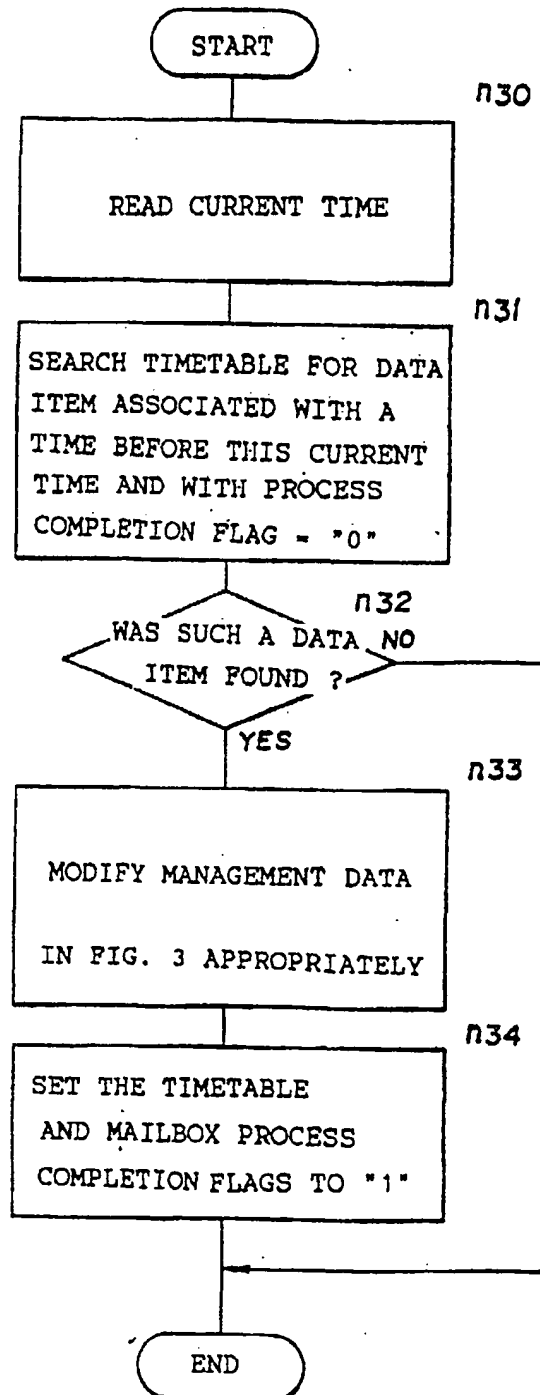 START
n30
READ CURRENT TIME
n31
SEARCH TIMETABLE FOR DATA
ITEM ASSOCIATED WITH A
TIME BEFORE THIS CURRENT
TIME AND WITH PROCESS
COMPLETION FLAG = "0"
n32
WAS SUCH A DATA NO
ITEM FOUND ?
YES
n33
MODIFY MANAGEMENT DATA
IN FIG. 3 APPROPRIATELY
n34
SET THE TIMETABLE
AND MAILBOX PROCESS
COMPLETION FLAGS TO "1"
END